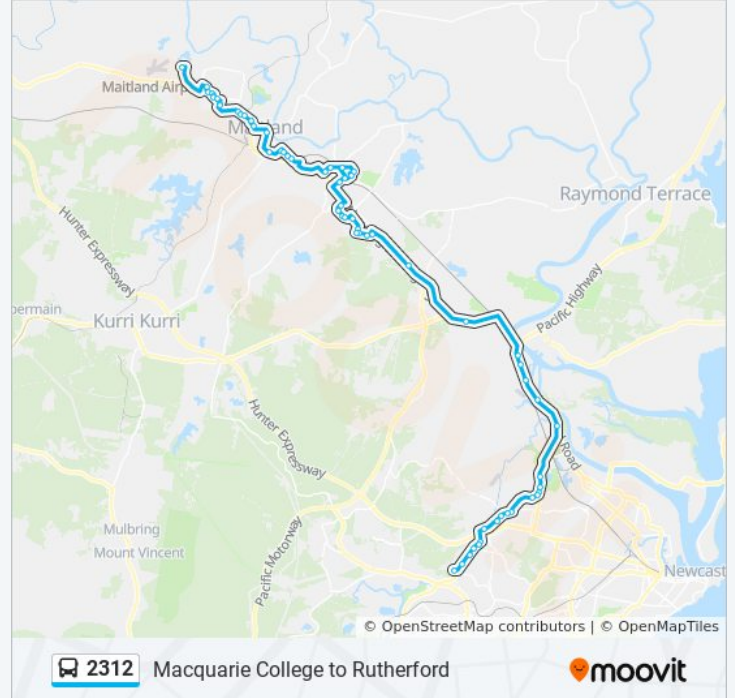 Maitland Airp
Maitland
Raymond Terrace
Hunter Expressway
Pacific Highway
bermain
Kurri Kurri
Road
Hunter Expressway
Mulbring
Mount Vincent
Pacific Motorway
Newcast
© OpenStreetMap contributors | © OpenMapTiles
2312 Macquarie College to Rutherford
moovit